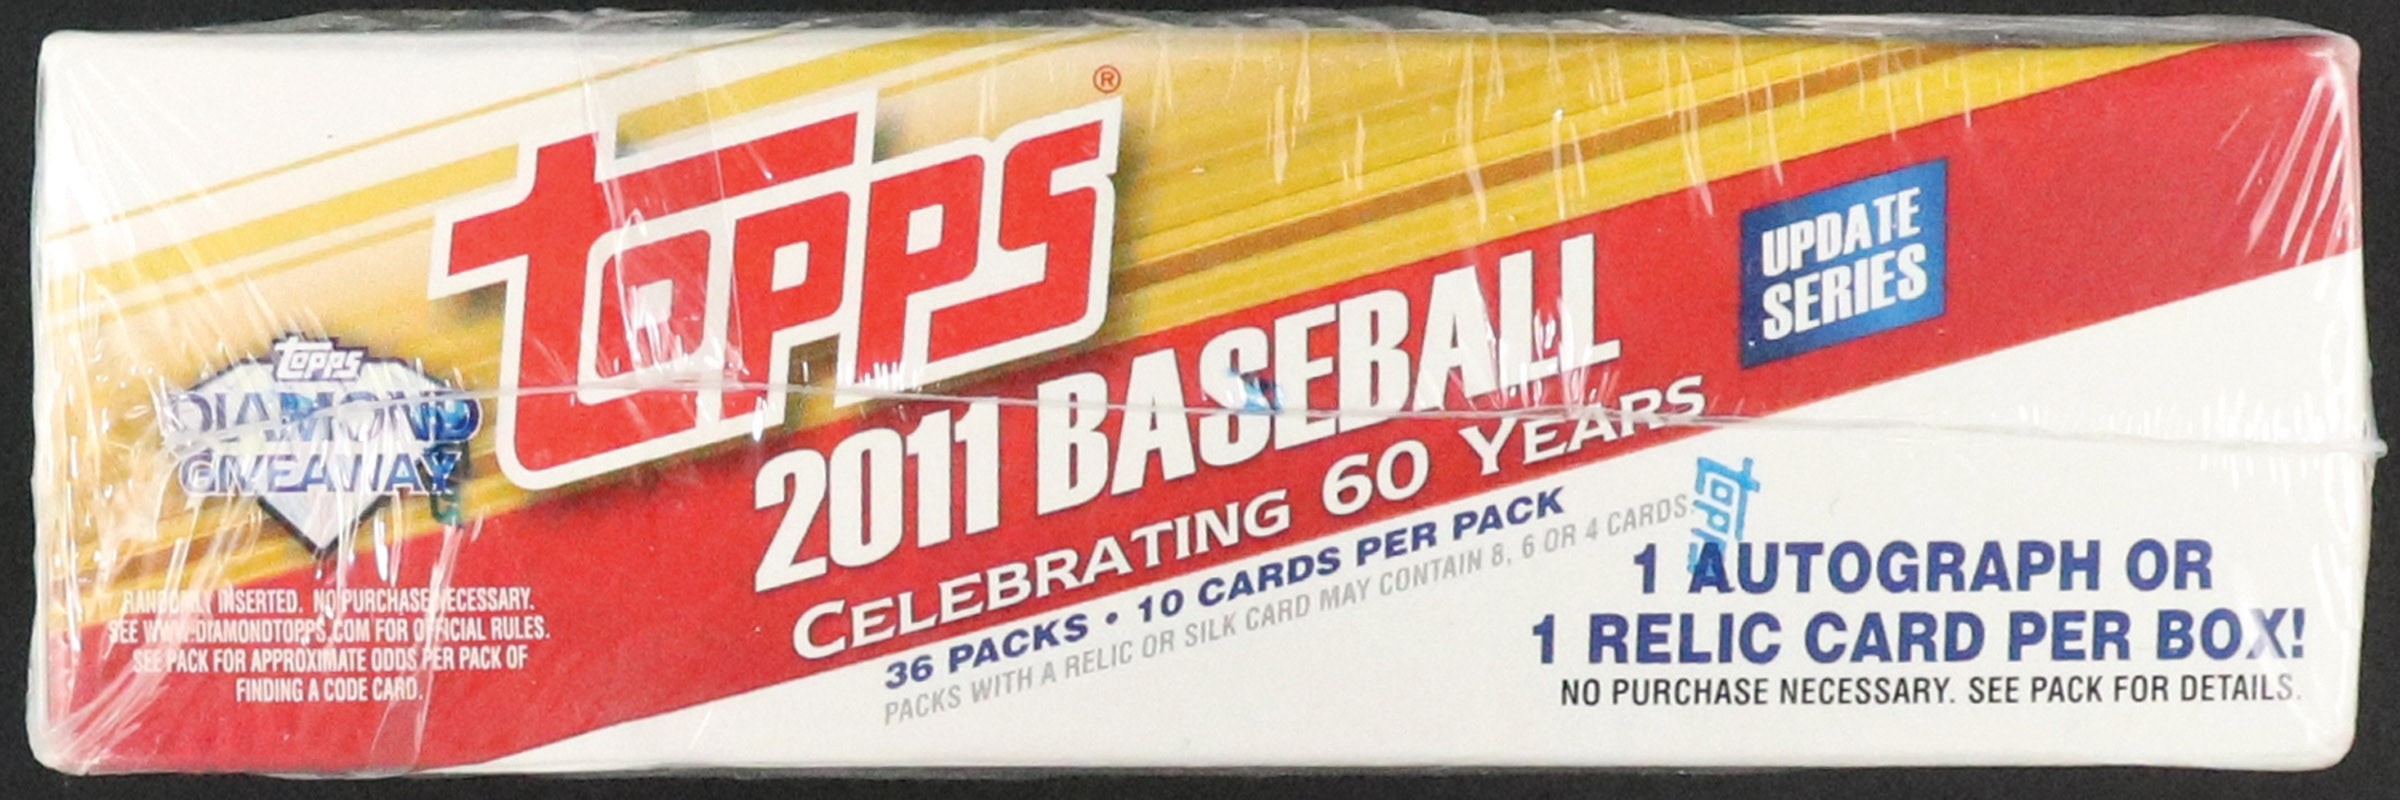 topps®
2011 BASEBALL
CELEBRATING 60 YEARS
UPDATE
SERIES
36 PACKS • 10 CARDS PER PACK
PACKS WITH A RELIC OR SILK CARD MAY CONTAIN 8, 6 OR 4 CARDS.
topps
DIAMOND
GIVEAWAY
RANDOMLY INSERTED. NO PURCHASE NECESSARY.
SEE WWW.DIAMONDTOPPS.COM FOR OFFICIAL RULES.
SEE PACK FOR APPROXIMATE ODDS PER PACK OF
FINDING A CODE CARD.
topps
1 AUTOGRAPH OR
1 RELIC CARD PER BOX!
NO PURCHASE NECESSARY. SEE PACK FOR DETAILS.